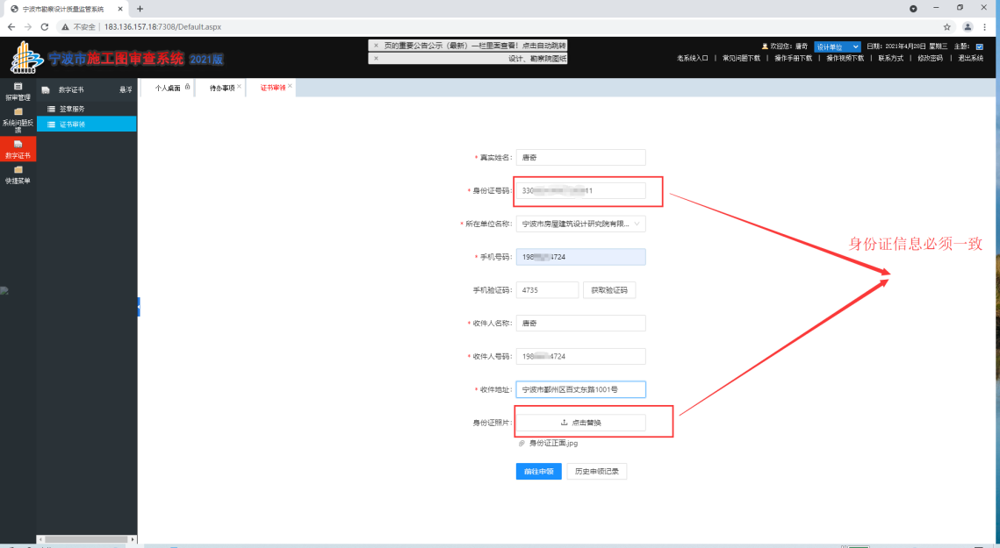 宁波市勘察设计质量监管系统
不安全 | 183.136.157.18:7308/Default.aspx
宁波市施工图审查系统 2021版
× 页的重要公告公示（最新）一栏里面查看！点击自动跳转
× 设计、勘察院图纸
欢迎您：唐奇 设计单位 日期：2021年4月28日 星期三 主题：
老系统入口 | 常见问题下载 | 操作手册下载 | 操作视频下载 | 联系方式 | 修改密码 | 退出系统
报审管理
系统问题反馈
数字证书
快捷菜单
数字证书 悬浮
签章服务
证书申领
个人桌面 待办事项 × 证书申领 ×
* 真实姓名： 唐奇
* 身份证号码： 330 11
* 所在单位名称： 宁波市房屋建筑设计研究院有限...
* 手机号码： 198 4724
手机验证码： 4735 获取验证码
* 收件人名称： 唐奇
* 收件人号码： 198 4724
* 收件地址： 宁波市鄞州区百丈东路1001号
身份证照片： 点击替换
身份证正面.jpg
前往申领 历史申领记录
身份证信息必须一致